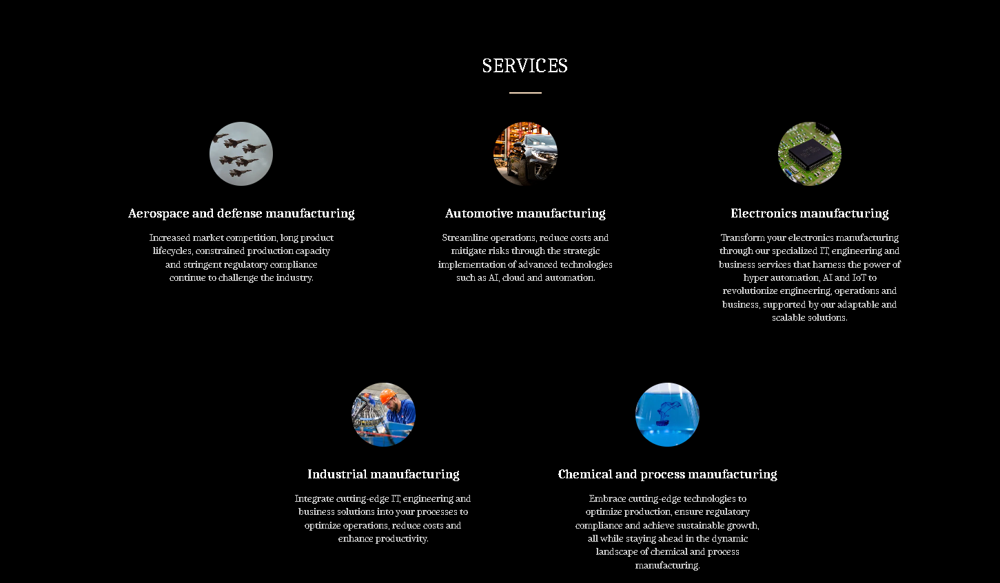 SERVICES
Aerospace and defense manufacturing
Increased market competition, long product
lifecycles, constrained production capacity
and stringent regulatory compliance
continue to challenge the industry.
Automotive manufacturing
Streamline operations, reduce costs and
mitigate risks through the strategic
implementation of advanced technologies
such as AI, cloud and automation.
Electronics manufacturing
Transform your electronics manufacturing
through our specialized IT, engineering and
business services that harness the power of
hyper automation, AI and IoT to
revolutionize engineering, operations and
business, supported by our adaptable and
scalable solutions.
Industrial manufacturing
Integrate cutting-edge IT, engineering and
business solutions into your processes to
optimize operations, reduce costs and
enhance productivity.
Chemical and process manufacturing
Embrace cutting-edge technologies to
optimize production, ensure regulatory
compliance and achieve sustainable growth,
all while staying ahead in the dynamic
landscape of chemical and process
manufacturing.